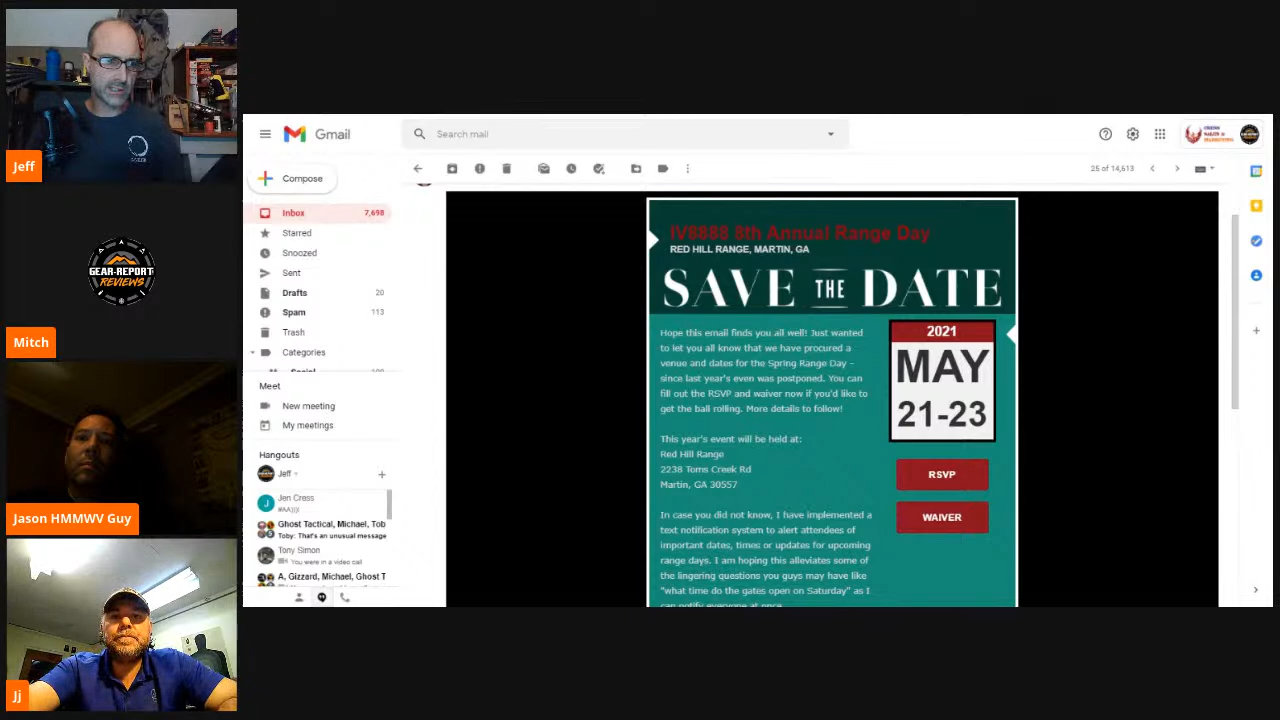 Jeff
GEAR-REPORT
REVIEWS
Mitch
Jason HMMWV Guy
Jj
Gmail
Search mail
Compose
25 of 14,513
Inbox 7,698
Starred
Snoozed
Sent
Drafts 20
Spam 113
Trash
Categories
Social
Meet
New meeting
My meetings
Hangouts
Jeff
Jen Cress
Ghost Tactical, Michael, Tob
Toby: That's an unusual message
Tony Simon
You were in a video call
A, Gizzard, Michael, Ghost T
IV8888 8th Annual Range Day
RED HILL RANGE, MARTIN, GA
SAVE THE DATE
Hope this email finds you all well! Just wanted
to let you all know that we have procured a
venue and dates for the Spring Range Day -
since last year's even was postponed. You can
fill out the RSVP and waiver now if you'd like to
get the ball rolling. More details to follow!
This year's event will be held at:
Red Hill Range
2238 Toms Creek Rd
Martin, GA 30557
In case you did not know, I have implemented a
text notification system to alert attendees of
important dates, times or updates for upcoming
range days. I am hoping this alleviates some of
the lingering questions you guys may have like
"what time do the gates open on Saturday" as I
can notify everyone at once
2021
MAY
21-23
RSVP
WAIVER